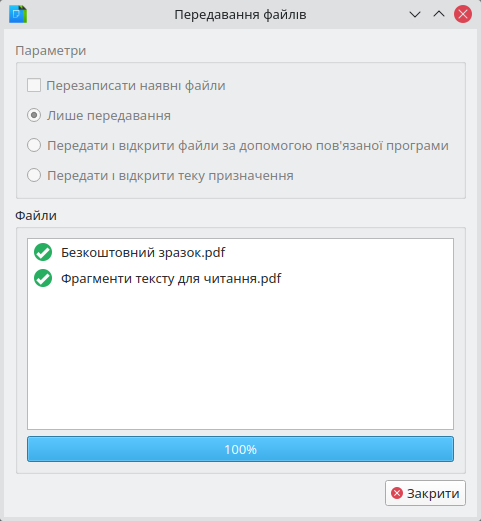 Передавання файлів
Параметри
Перезаписати наявні файли
Лише передавання
Передати і відкрити файли за допомогою пов'язаної програми
Передати і відкрити теку призначення
Файли
Безкоштовний зразок.pdf
Фрагменти тексту для читання.pdf
100%
Закрити